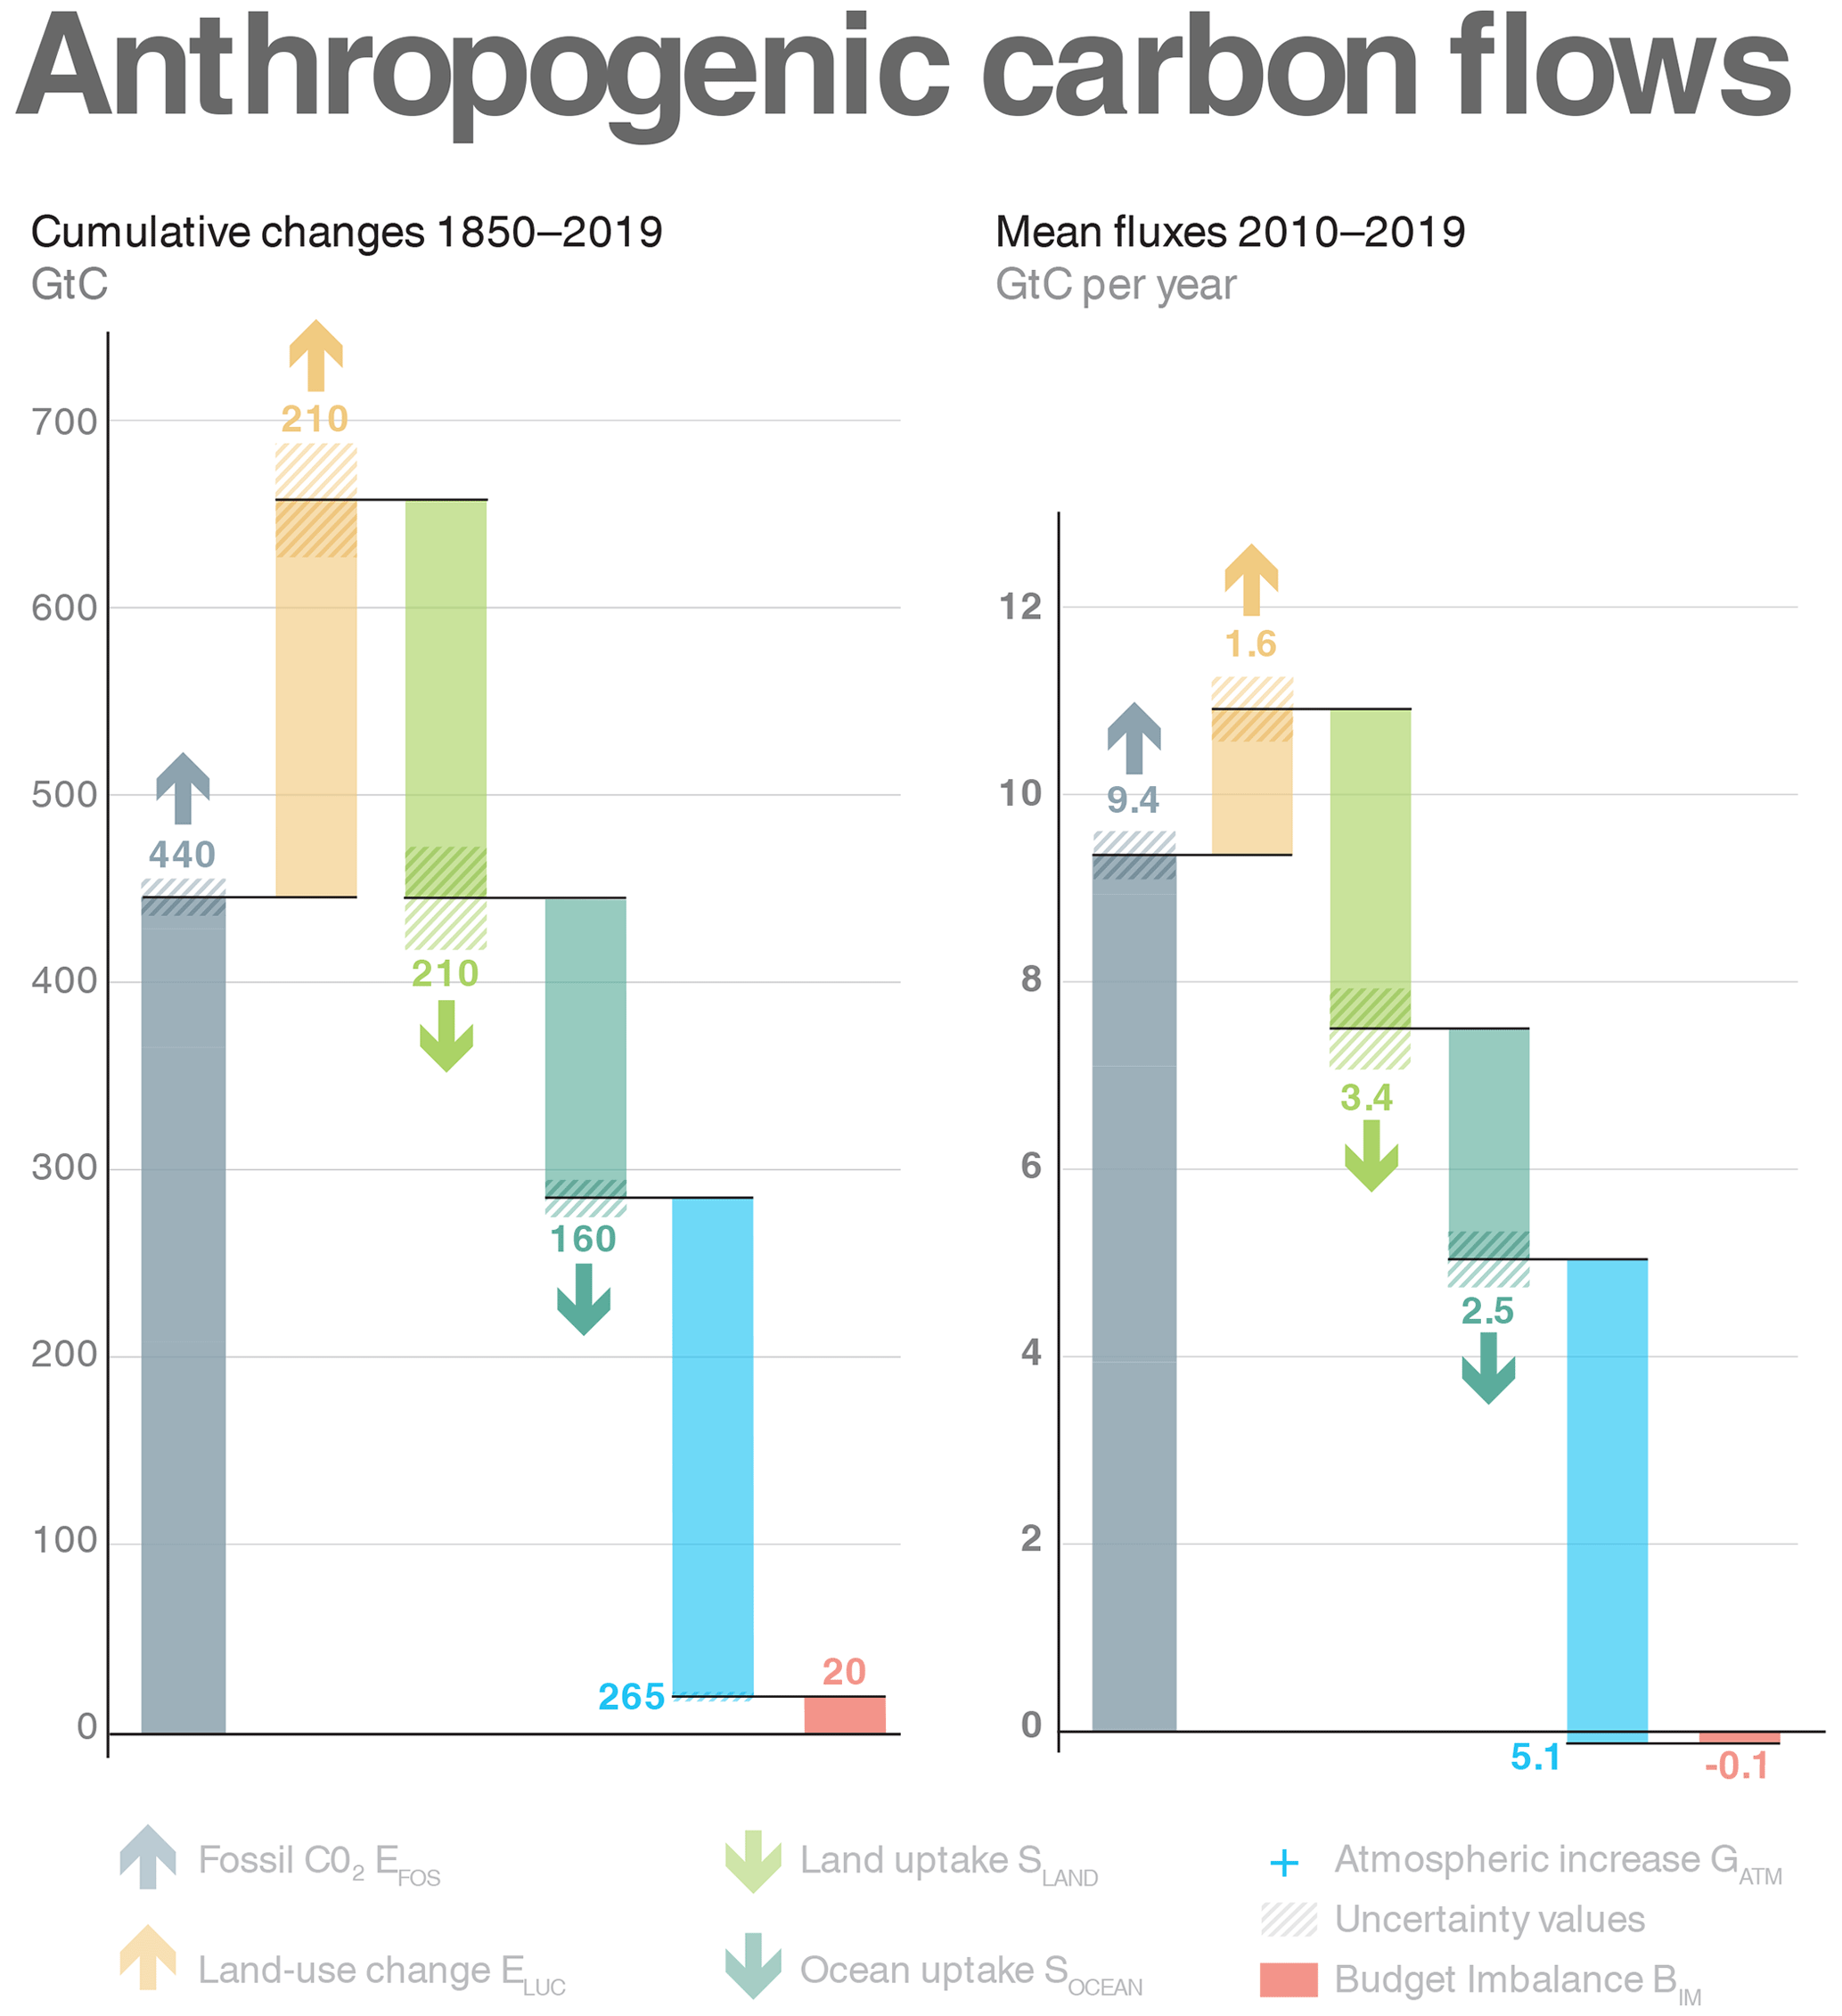 Anthropogenic carbon flows
Cumulative changes 1850–2019
GtC
700
600
500
400
300
200
100
0
210
440
210
160
265
20
Mean fluxes 2010–2019
GtC per year
12
10
8
6
4
2
0
1.6
9.4
3.4
2.5
5.1
-0.1
Fossil C0₂ EFOS
Land-use change ELUC
Land uptake SLAND
Ocean uptake SOCEAN
+ Atmospheric increase GATM
Uncertainty values
Budget Imbalance BIM